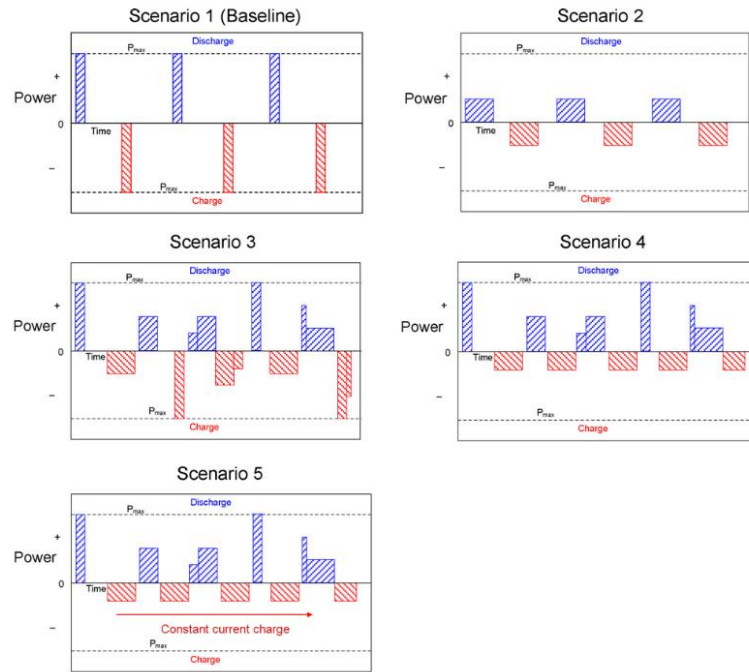 Scenario 1 (Baseline)
Pmax
Discharge
+
Power
0
Time
−
Pmax
Charge
Scenario 2
Pmax
Discharge
+
Power
0
Time
−
Pmax
Charge
Scenario 3
Pmax
Discharge
+
Power
0
Time
−
Pmax
Charge
Scenario 4
Pmax
Discharge
+
Power
0
Time
−
Pmax
Charge
Scenario 5
Discharge
Pmax
+
Power
0
Time
Constant current charge
−
Pmax
Charge